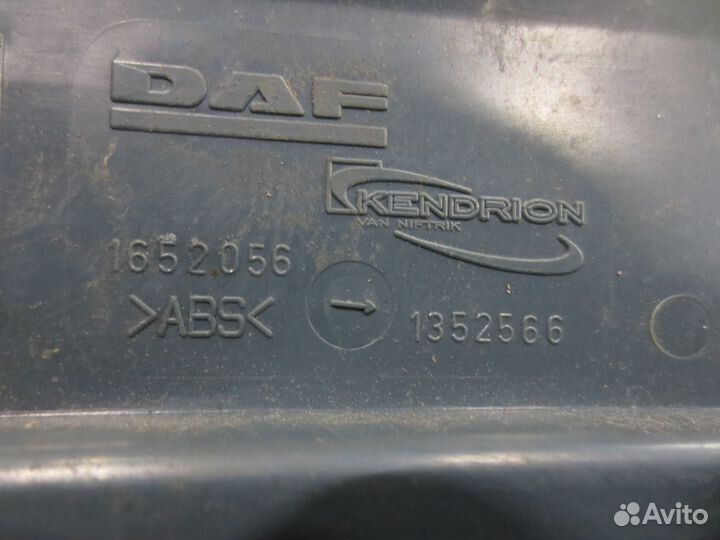 DAF
KENDRION
VAN NIFTRIK
1652056
>ABS<
1352566
Avito